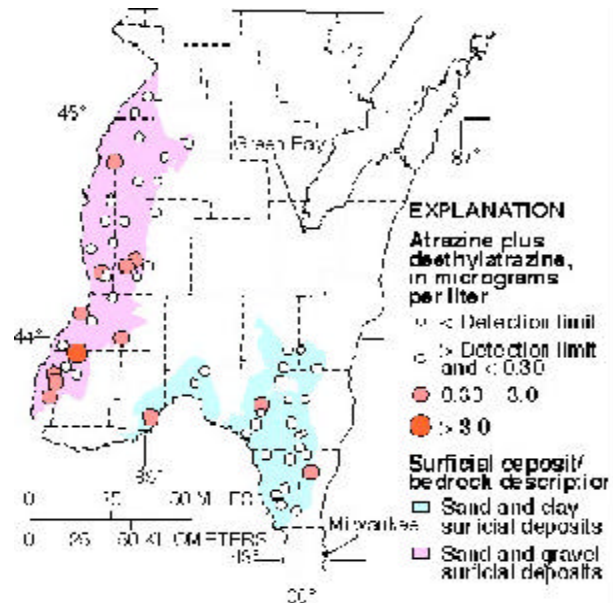 45°
Green Bay
87°
EXPLANATION
Atrazine plus
deethylatrazine,
in micrograms
per liter
< Detection limit
> Detection limit
and < 0.30
0.30 - 3.0
> 3.0
Surficial deposit/
bedrock description
Sand and clay
surficial deposits
Sand and gravel
surficial deposits
44°
0 25 50 MILES
0 25 50 KILOMETERS
Milwaukee